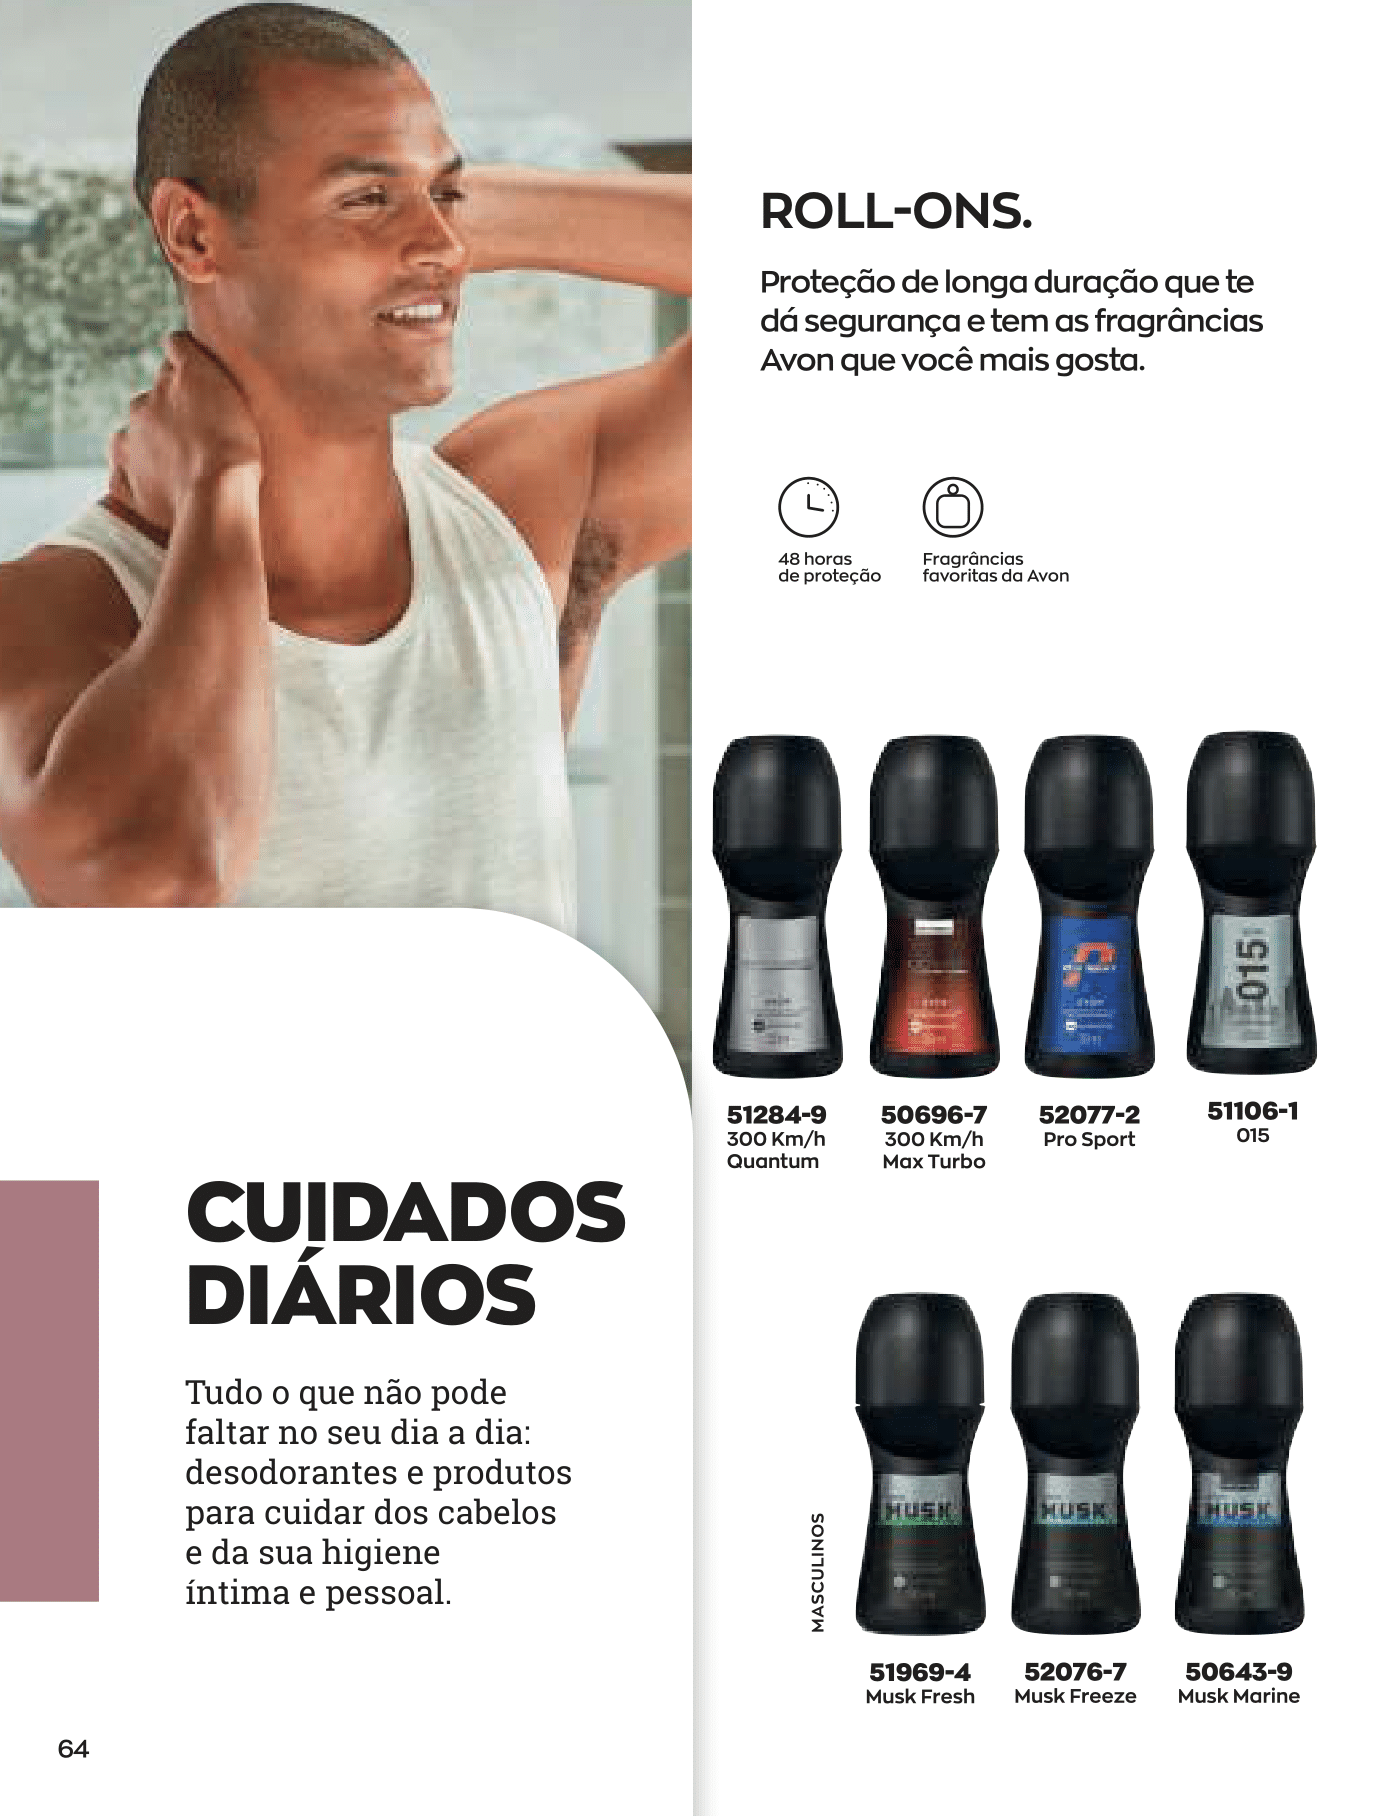 ROLL-ONS.
Proteção de longa duração que te
dá segurança e tem as fragrâncias
Avon que você mais gosta.
48 horas
de proteção
Fragrâncias
favoritas da Avon
015
51284-9
300 Km/h
Quantum
50696-7
300 Km/h
Max Turbo
52077-2
Pro Sport
51106-1
015
CUIDADOS
DIÁRIOS
Tudo o que não pode
faltar no seu dia a dia:
desodorantes e produtos
para cuidar dos cabelos
e da sua higiene
íntima e pessoal.
MASCULINOS
MUSK
MUSK
MUSK
51969-4
Musk Fresh
52076-7
Musk Freeze
50643-9
Musk Marine
64